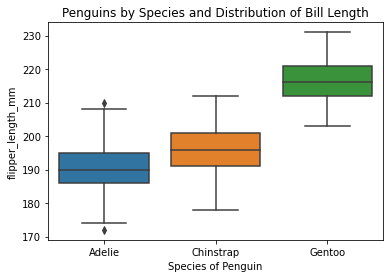 Penguins by Species and Distribution of Bill Length
flipper_length_mm
230
220
210
200
190
180
170
Adelie
Chinstrap
Gentoo
Species of Penguin